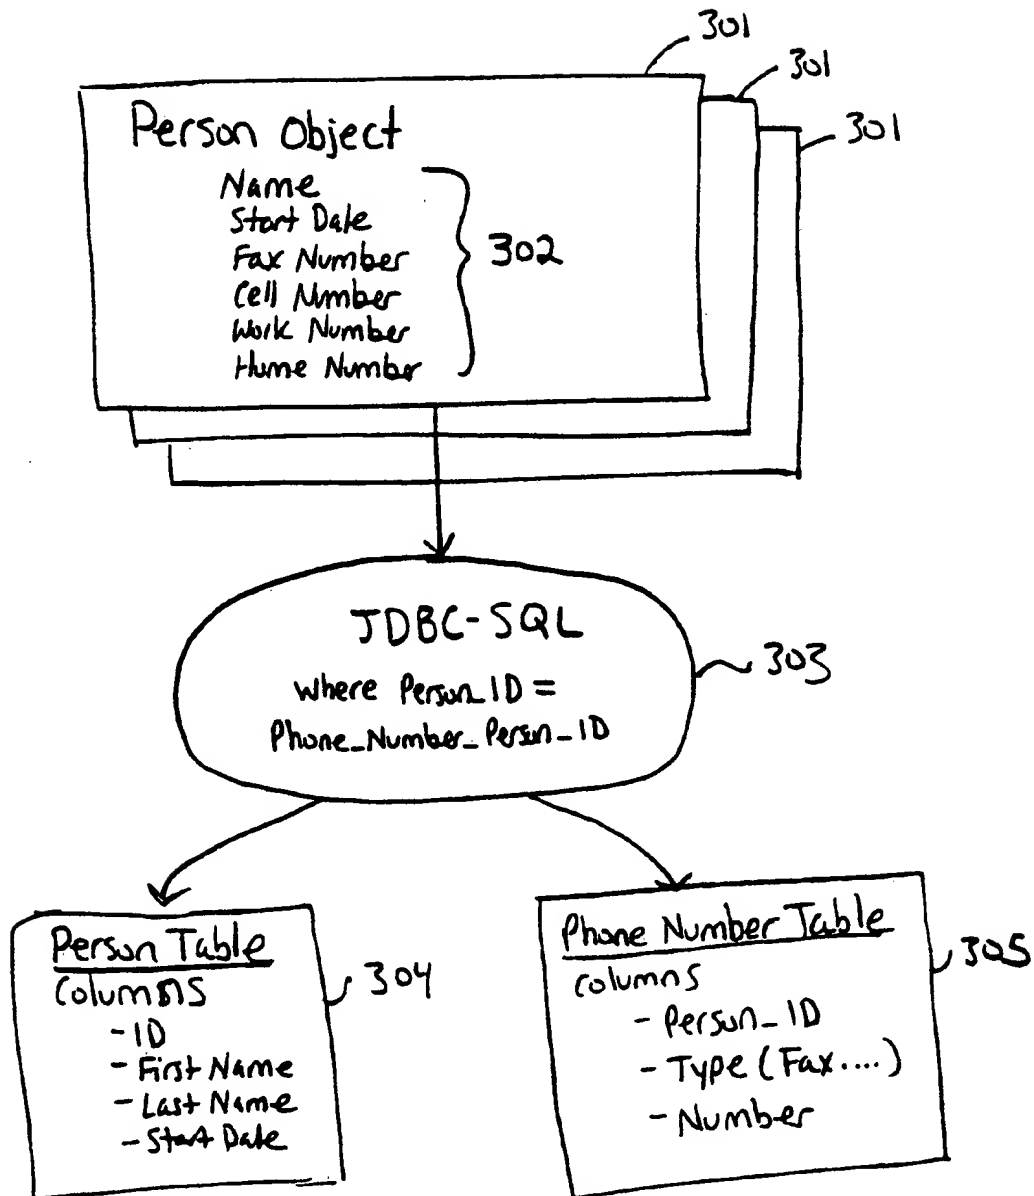 301
301
301
Person Object
Name
Start Date
Fax Number
Cell Number
Work Number
Home Number
302
JDBC-SQL
where Person_ID =
Phone_Number_Person_ID
303
Person Table
Columns
- ID
- First Name
- Last Name
- Start Date
304
Phone Number Table
columns
- Person_ID
- Type (Fax....)
- Number
305